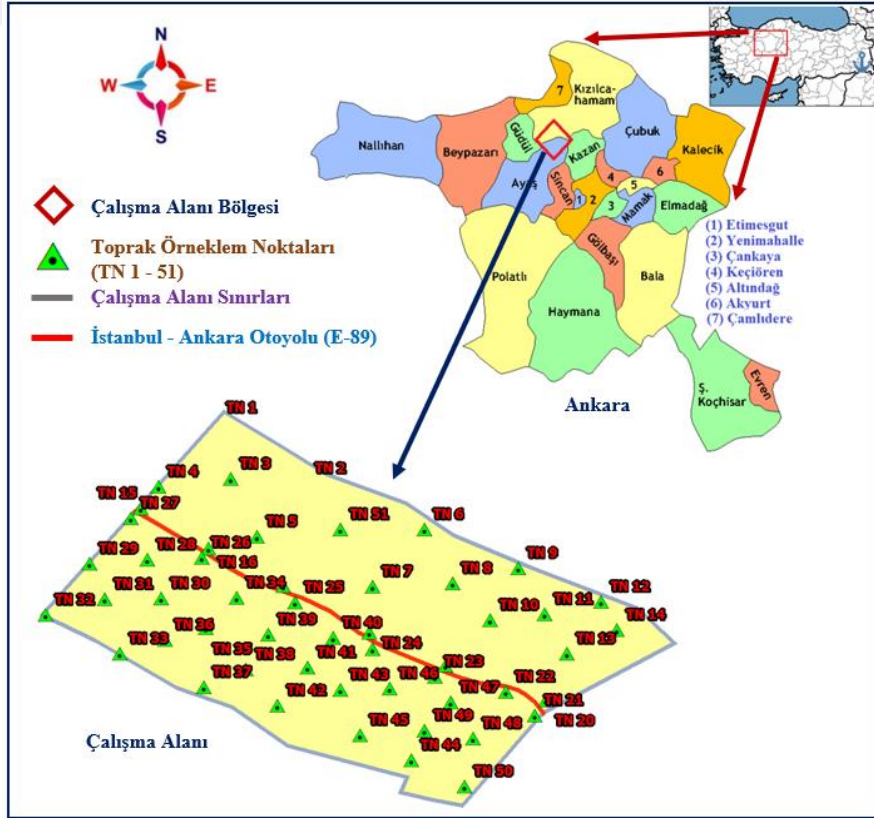 N
W
E
S
Çalışma Alanı Bölgesi
Toprak Örneklem Noktaları
(TN 1 - 51)
Çalışma Alanı Sınırları
İstanbul - Ankara Otoyolu (E-89)
7
Kızılca-
hamam
Nallıhan
Beypazarı
Güdül
Kazan
Çubuk
Kalecik
Ayaş
Sincan
1
2
3
4
5
6
Mamak
Elmadağ
Gölbaşı
Polatlı
Haymana
Bala
Ş.
Koçhisar
Evren
Ankara
(1) Etimesgut
(2) Yenimahalle
(3) Çankaya
(4) Keçiören
(5) Altındağ
(6) Akyurt
(7) Çamlıdere
TN 1
TN 2
TN 3
TN 4
TN 15
TN 27
TN 5
TN 51
TN 6
TN 29
TN 28
TN 26
TN 16
TN 9
TN 7
TN 8
TN 12
TN 32
TN 31
TN 30
TN 34
TN 25
TN 10
TN 11
TN 14
TN 33
TN 36
TN 39
TN 40
TN 24
TN 13
TN 35
TN 38
TN 41
TN 23
TN 37
TN 42
TN 43
TN 46
TN 47
TN 22
TN 21
TN 20
TN 45
TN 49
TN 48
TN 44
TN 50
Çalışma Alanı